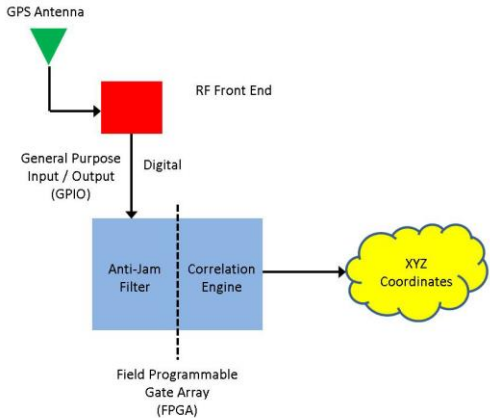 GPS Antenna
RF Front End
General Purpose
Input / Output
(GPIO)
Digital
Anti-Jam
Filter
Correlation
Engine
XYZ
Coordinates
Field Programmable
Gate Array
(FPGA)